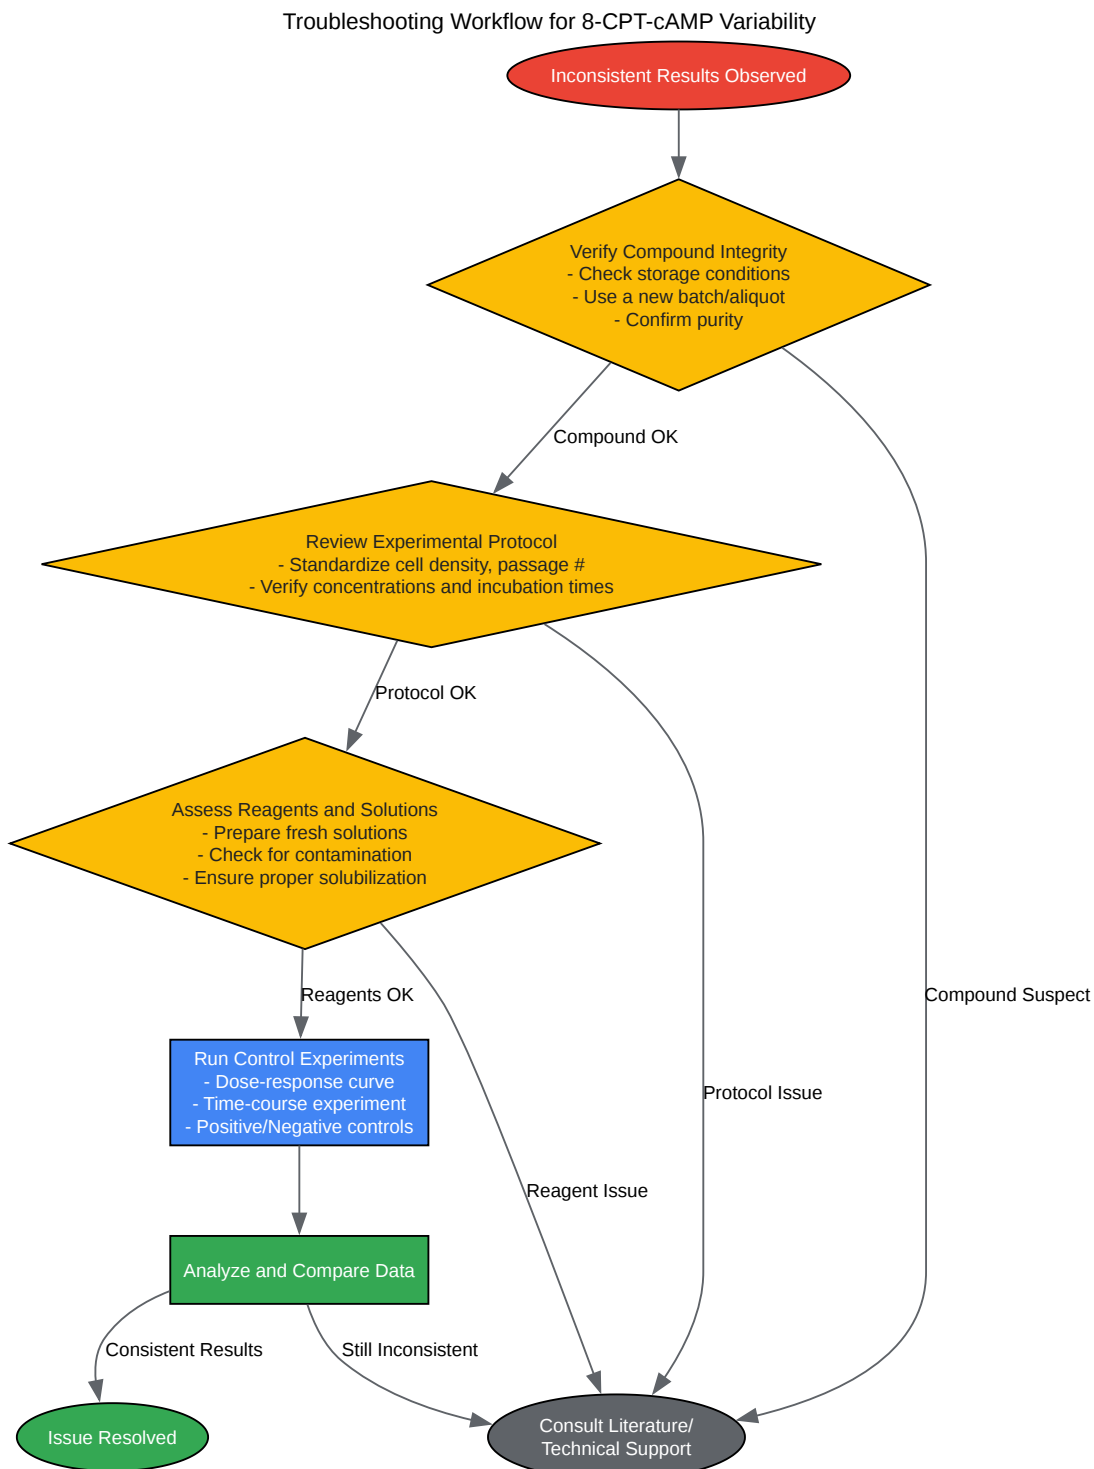 Troubleshooting Workflow for 8-CPT-cAMP Variability
Inconsistent Results Observed
Verify Compound Integrity
- Check storage conditions
- Use a new batch/aliquot
- Confirm purity
Compound OK
Review Experimental Protocol
- Standardize cell density, passage #
- Verify concentrations and incubation times
Protocol OK
Assess Reagents and Solutions
- Prepare fresh solutions
- Check for contamination
- Ensure proper solubilization
Reagents OK
Compound Suspect
Run Control Experiments
- Dose-response curve
- Time-course experiment
- Positive/Negative controls
Protocol Issue
Reagent Issue
Analyze and Compare Data
Consistent Results
Still Inconsistent
Issue Resolved
Consult Literature/
Technical Support